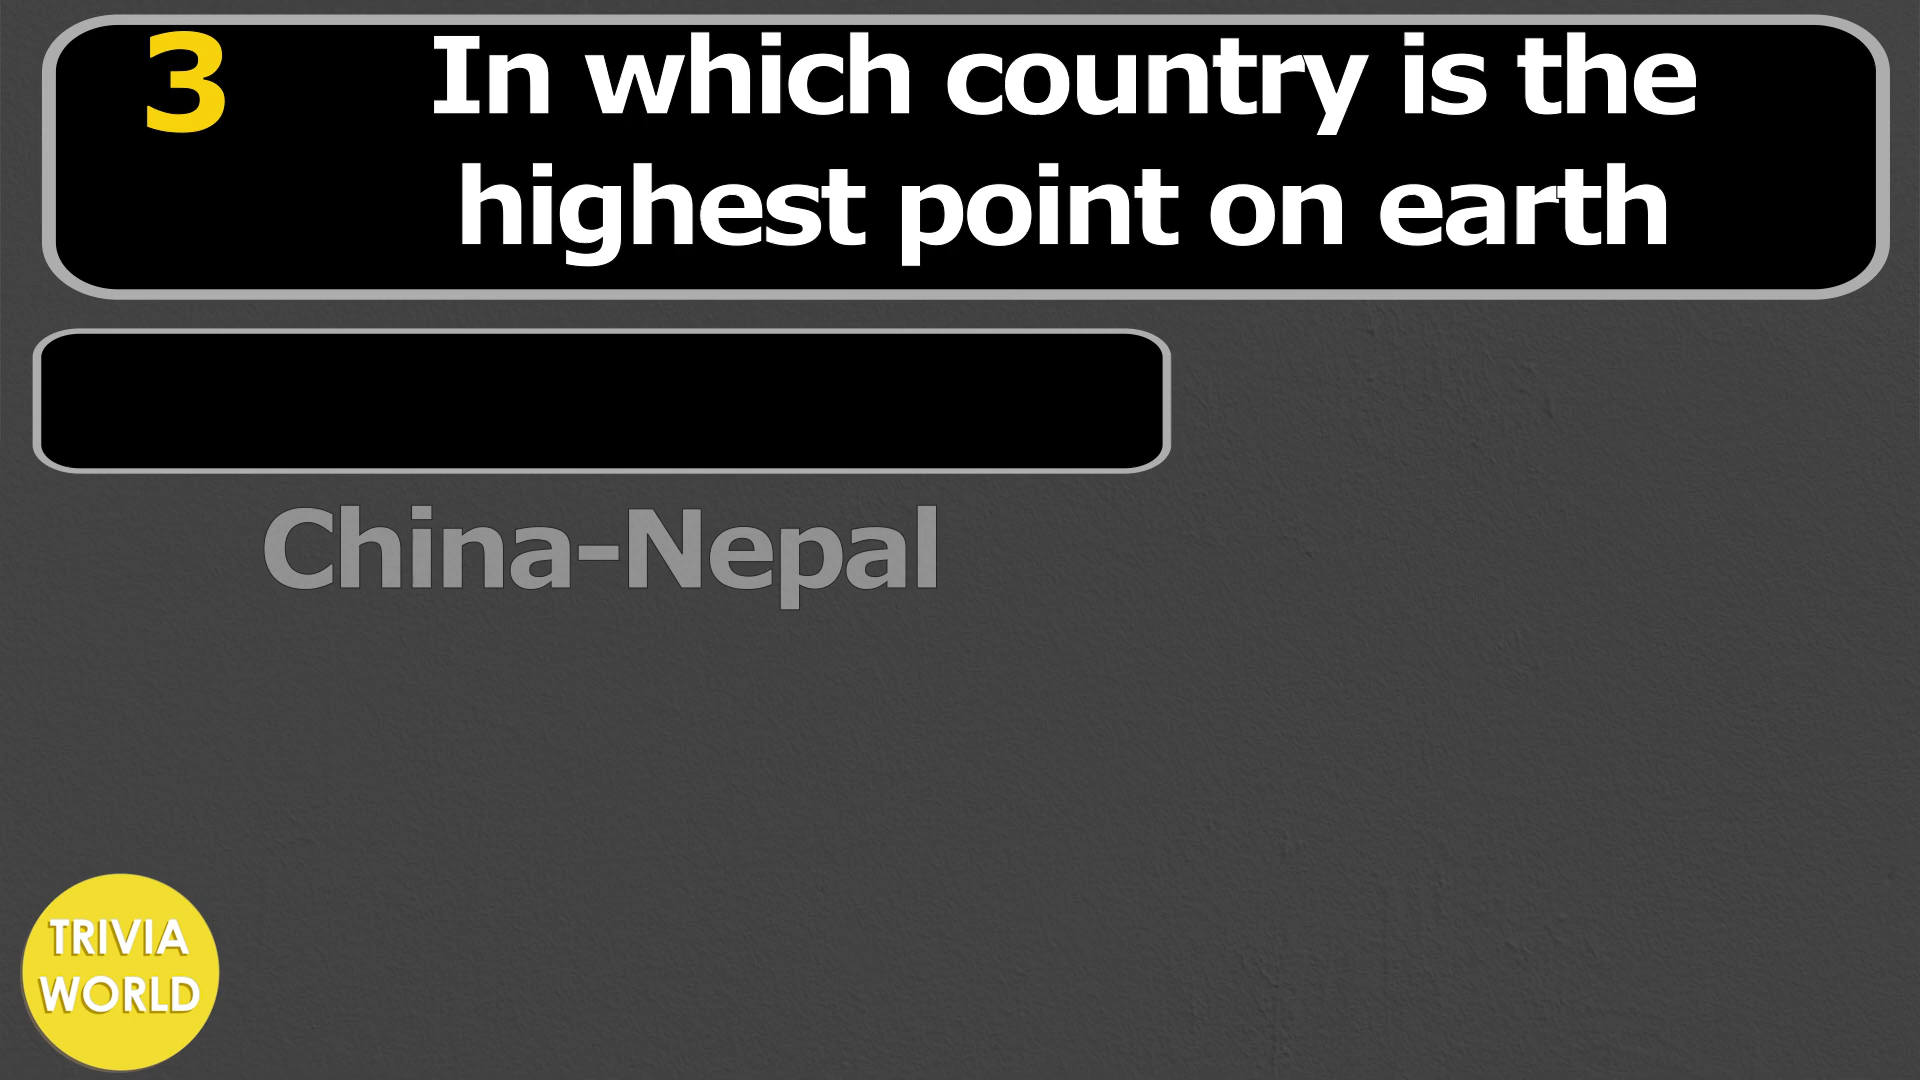 3
In which country is the
highest point on earth
China-Nepal
TRIVIA
WORLD